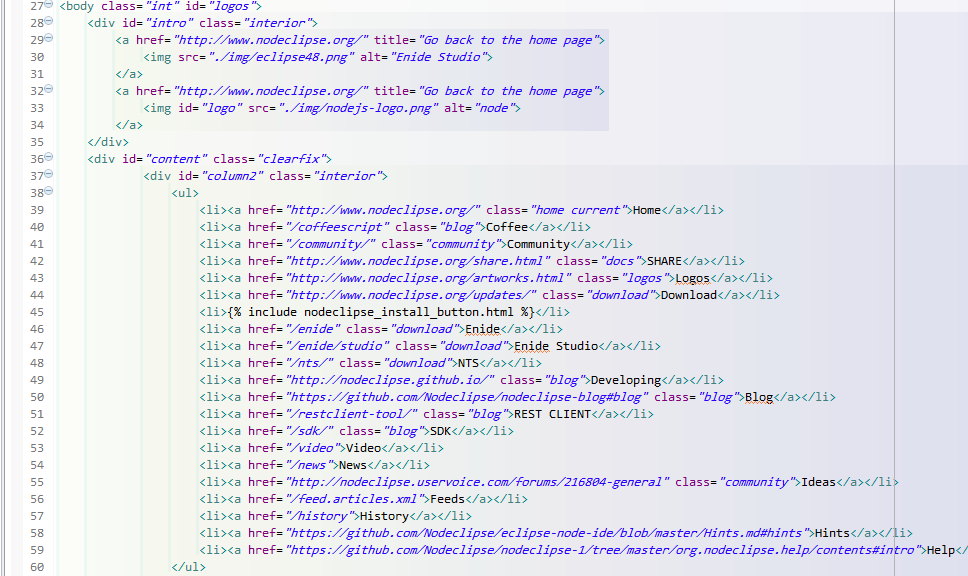 27 <body class="int" id="logos">
28 <div id="intro" class="interior">
29 <a href="http://www.nodeclipse.org/" title="Go back to the home page">
30 <img src="./img/eclipse48.png" alt="Enide Studio">
31 </a>
32 <a href="http://www.nodeclipse.org/" title="Go back to the home page">
33 <img id="logo" src="./img/nodejs-logo.png" alt="node">
34 </a>
35 </div>
36 <div id="content" class="clearfix">
37 <div id="column2" class="interior">
38 <ul>
39 <li><a href="http://www.nodeclipse.org/" class="home current">Home</a></li>
40 <li><a href="/coffeescript" class="blog">Coffee</a></li>
41 <li><a href="/community/" class="community">Community</a></li>
42 <li><a href="http://www.nodeclipse.org/share.html" class="docs">SHARE</a></li>
43 <li><a href="http://www.nodeclipse.org/artworks.html" class="logos">Logos</a></li>
44 <li><a href="http://www.nodeclipse.org/updates/" class="download">Download</a></li>
45 <li>{% include nodeclipse_install_button.html %}</li>
46 <li><a href="/enide" class="download">Enide</a></li>
47 <li><a href="/enide/studio" class="download">Enide Studio</a></li>
48 <li><a href="/nts/" class="download">NTS</a></li>
49 <li><a href="http://nodeclipse.github.io/" class="blog">Developing</a></li>
50 <li><a href="https://github.com/Nodeclipse/nodeclipse-blog#blog" class="blog">Blog</a></li>
51 <li><a href="/restclient-tool/" class="blog">REST CLIENT</a></li>
52 <li><a href="/sdk/" class="blog">SDK</a></li>
53 <li><a href="/video">Video</a></li>
54 <li><a href="/news">News</a></li>
55 <li><a href="http://nodeclipse.uservoice.com/forums/216804-general" class="community">Ideas</a></li>
56 <li><a href="/feed.articles.xml">Feeds</a></li>
57 <li><a href="/history">History</a></li>
58 <li><a href="https://github.com/Nodeclipse/eclipse-node-ide/blob/master/Hints.md#hints">Hints</a></li>
59 <li><a href="https://github.com/Nodeclipse/nodeclipse-1/tree/master/org.nodeclipse.help/contents#intro">Help</
60 </ul>